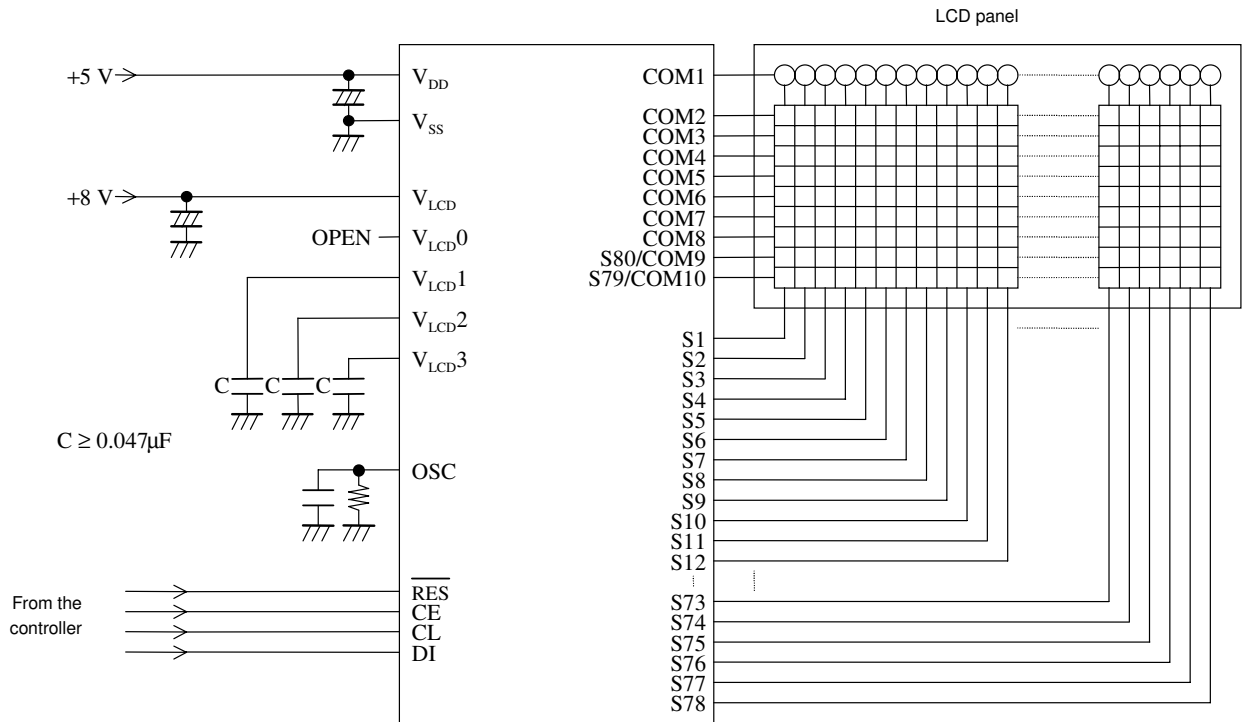 LCD panel
+5 V
V_DD
V_SS
+8 V
V_LCD
OPEN
V_LCD0
V_LCD1
V_LCD2
V_LCD3
C
C
C
C ≥ 0.047µF
OSC
From the
controller
R̅E̅S̅
CE
CL
DI
COM1
COM2
COM3
COM4
COM5
COM6
COM7
COM8
S80/COM9
S79/COM10
S1
S2
S3
S4
S5
S6
S7
S8
S9
S10
S11
S12
S73
S74
S75
S76
S77
S78